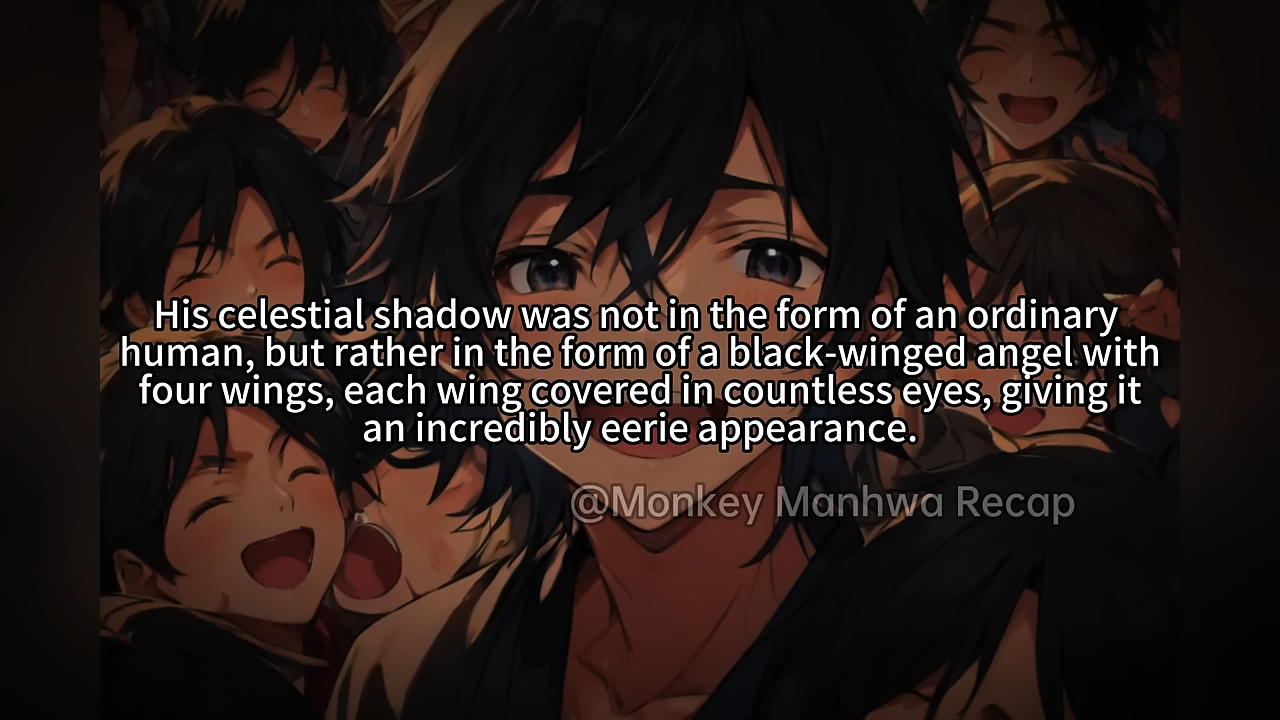 His celestial shadow was not in the form of an ordinary
human, but rather in the form of a black-winged angel with
four wings, each wing covered in countless eyes, giving it
an incredibly eerie appearance.
@Monkey Manhwa Recap